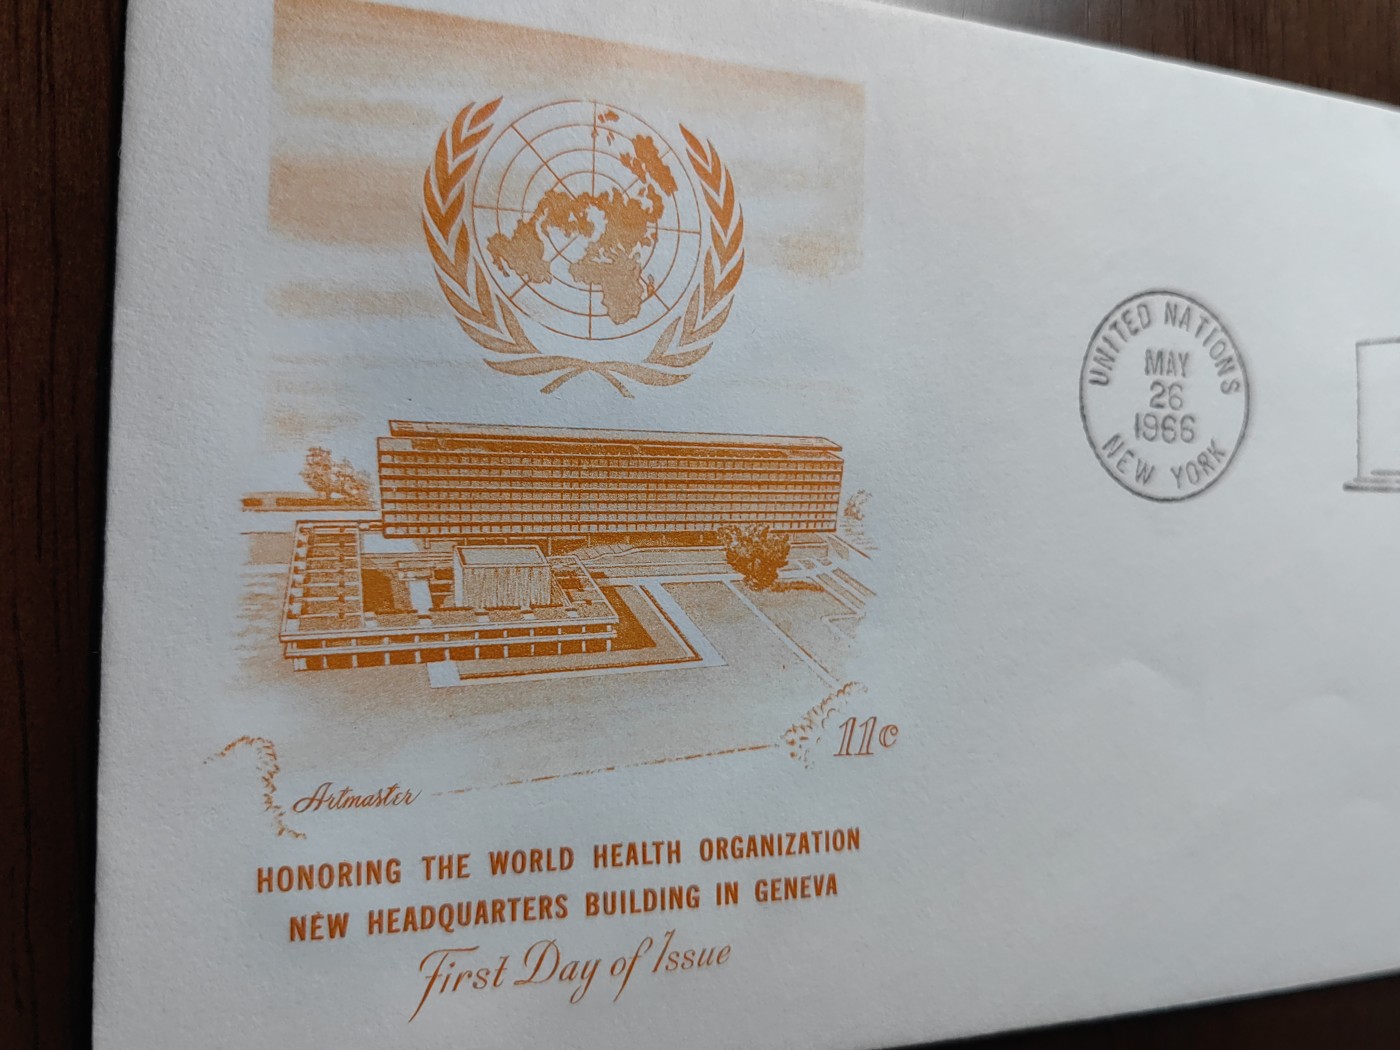 UNITED NATIONS
MAY
26
1966
NEW YORK
11c
Artmaster
HONORING THE WORLD HEALTH ORGANIZATION
NEW HEADQUARTERS BUILDING IN GENEVA
First Day of Issue